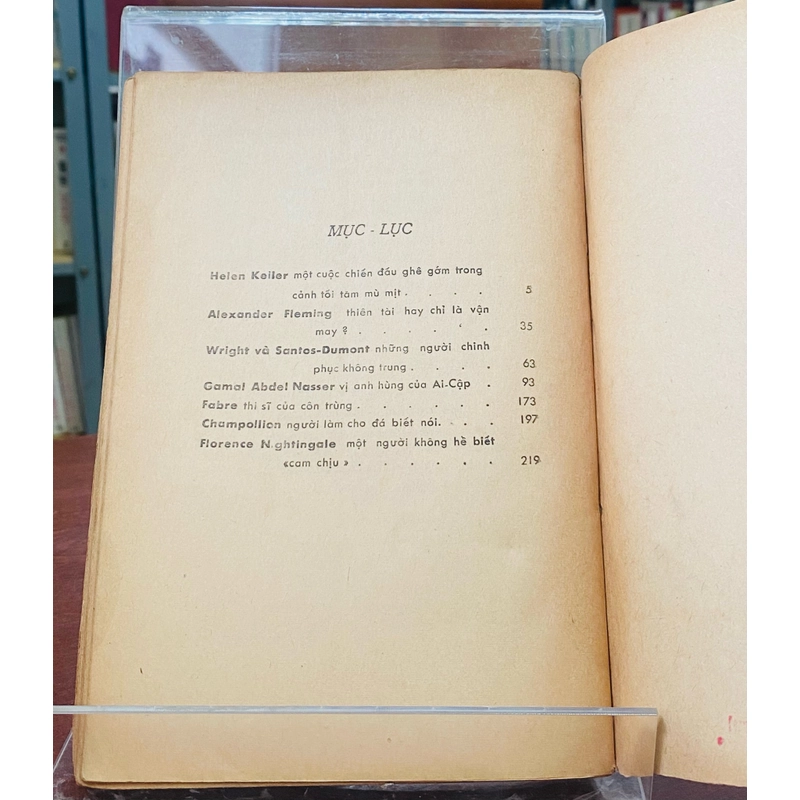 MỤC - LỤC
Helen Keller một cuộc chiến đấu ghê gớm trong
cảnh tối tăm mù mịt . . . . 5
Alexander Fleming thiên tài hay chỉ là vận
may ? . . . . . . 35
Wright và Santos-Dumont những người chinh
phục không trung . . . . 63
Gamal Abdel Nasser vị anh hùng của Ai-Cập . 93
Fabre thi sĩ của côn trùng . . . . . . 173
Champollion người làm cho đá biết nói. . . . 197
Florence Nightingale một người không hề biết
«cam chịu» . . . . . . 219